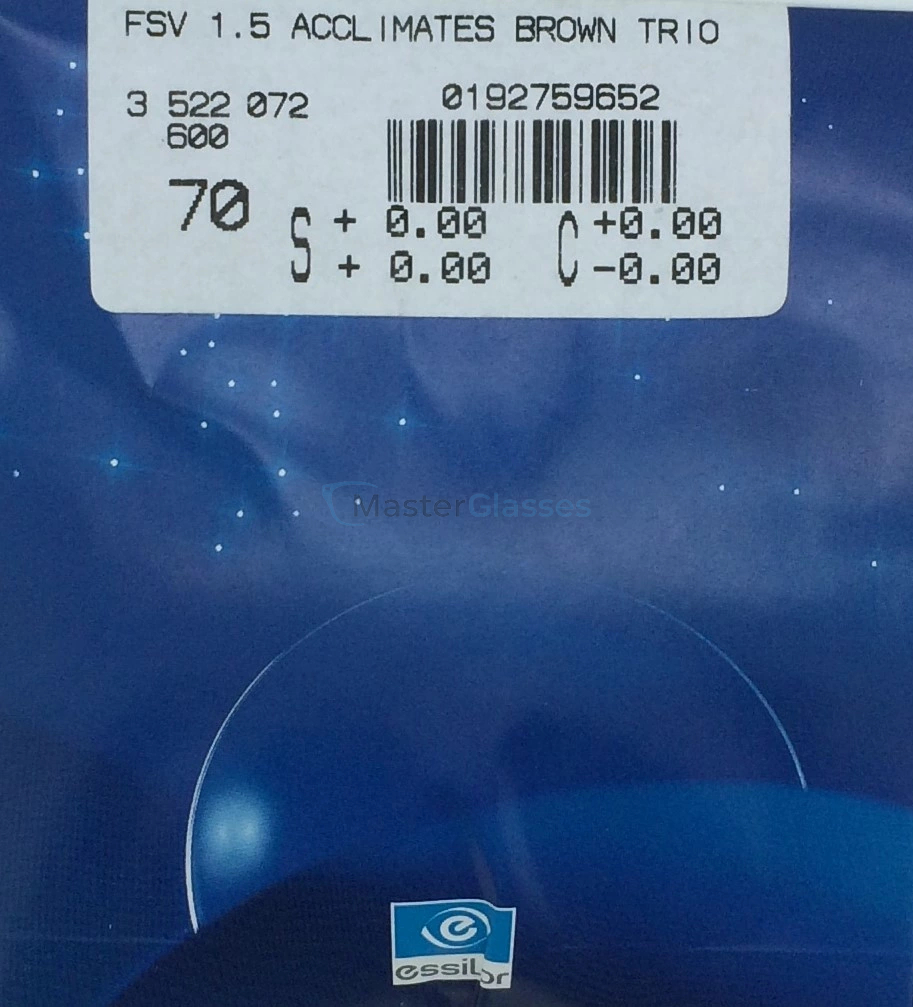 FSV 1.5 ACCLIMATES BROWN TRIO
3 522 072
600
0192759652
70
S + 0.00 C +0.00
+ 0.00 -0.00
MasterGlasses
e
essilor